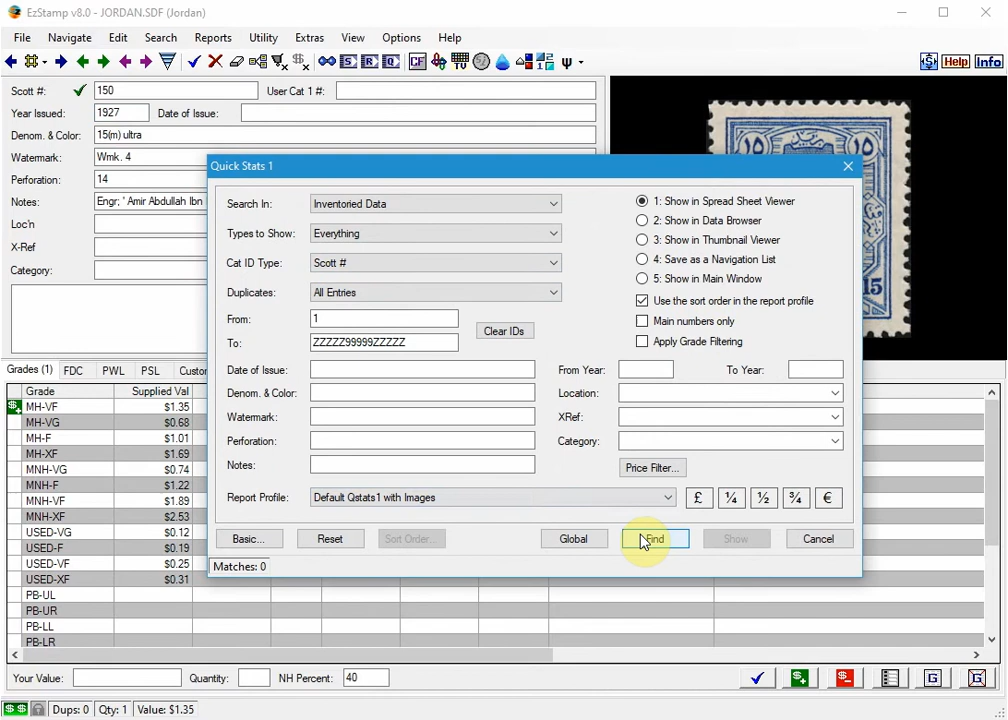 EzStamp v8.0 - JORDAN.SDF (Jordan)
File Navigate Edit Search Reports Utility Extras View Options Help
CF TV Help Info
Scott #: 150 User Cat 1 #:
Year Issued: 1927 Date of Issue:
Denom. & Color: 15(m) ultra
Watermark: Wmk. 4
Perforation: 14
Notes: Engr; ' Amir Abdullah Ibn
Loc'n
X-Ref
Category:
15
Quick Stats 1
Search In: Inventoried Data
Types to Show: Everything
Cat ID Type: Scott #
Duplicates: All Entries
From: 1
To: ZZZZZ99999ZZZZZ
Clear IDs
1: Show in Spread Sheet Viewer
2: Show in Data Browser
3: Show in Thumbnail Viewer
4: Save as a Navigation List
5: Show in Main Window
Use the sort order in the report profile
Main numbers only
Apply Grade Filtering
Date of Issue: From Year: To Year:
Denom. & Color: Location:
Watermark: XRef:
Perforation: Category:
Notes: Price Filter...
Report Profile: Default Qstats1 with Images £ ¼ ½ ¾ €
Basic... Reset Sort Order... Global Find Show Cancel
Matches: 0
Grades (1) FDC PWL PSL Custom
Grade Supplied Val
MH-VF $1.35
MH-VG $0.68
MH-F $1.01
MH-XF $1.69
MNH-VG $0.74
MNH-F $1.22
MNH-VF $1.89
MNH-XF $2.53
USED-VG $0.12
USED-F $0.19
USED-VF $0.25
USED-XF $0.31
PB-UL
PB-UR
PB-LL
PB-LR
Your Value: Quantity: NH Percent: 40
$$ Dups: 0 Qty: 1 Value: $1.35